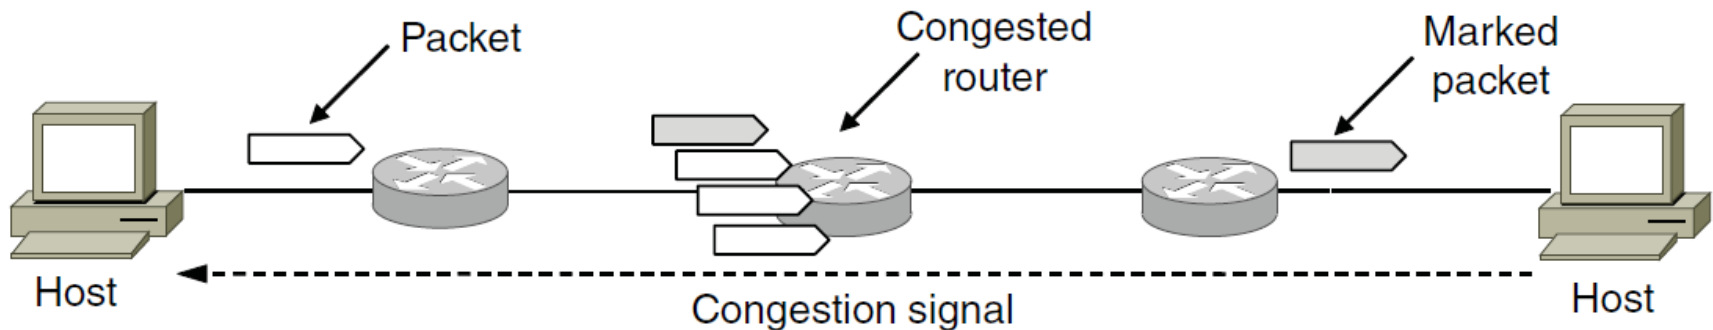 Packet
Congested
router
Marked
packet
Host
Congestion signal
Host